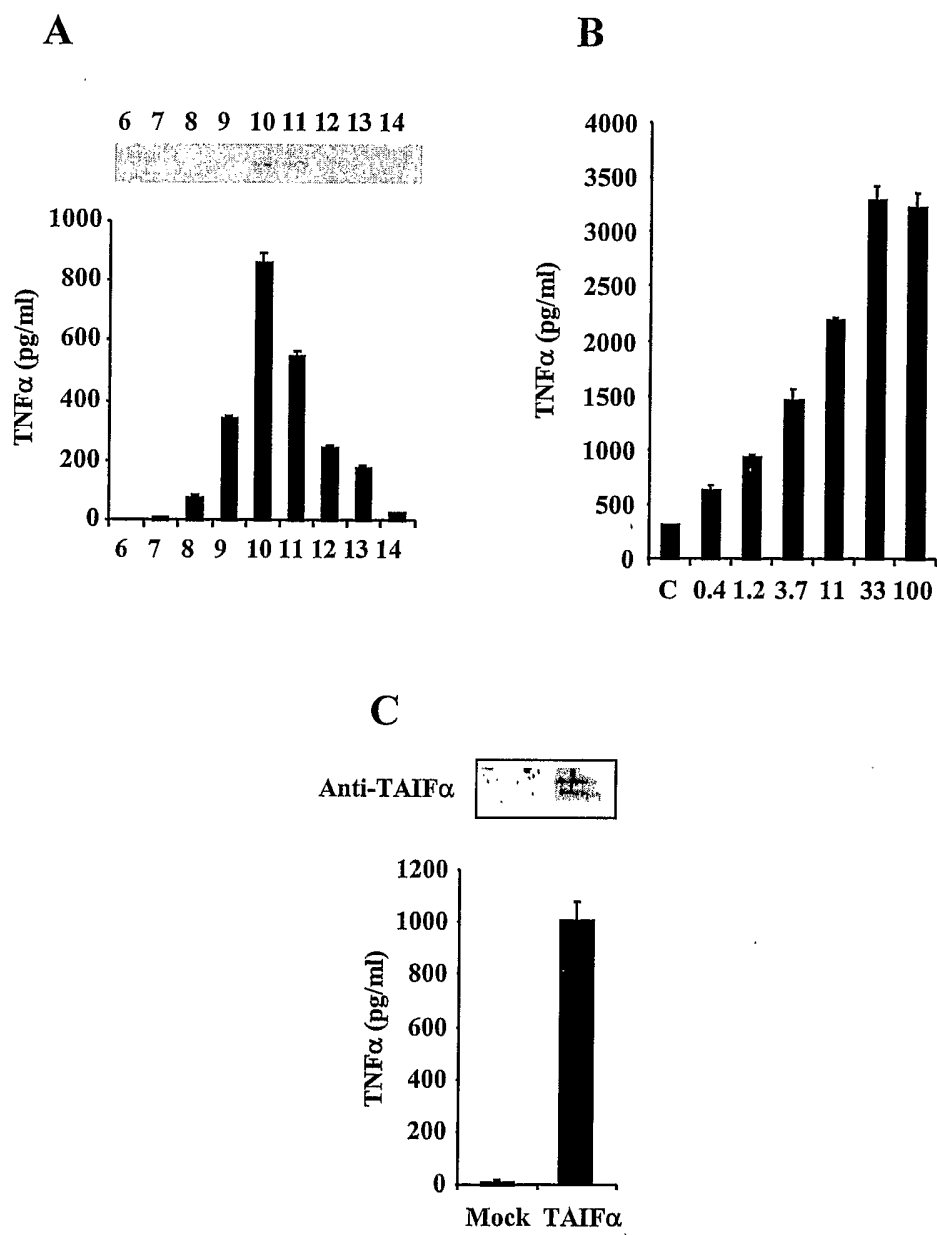 A
6 7 8 9 10 11 12 13 14
1000
800
600
400
200
0
TNFα (pg/ml)
6 7 8 9 10 11 12 13 14
B
4000
3500
3000
2500
2000
1500
1000
500
0
TNFα (pg/ml)
C 0.4 1.2 3.7 11 33 100
C
Anti-TAIFα
1200
1000
800
600
400
200
0
TNFα (pg/ml)
Mock TAIFα